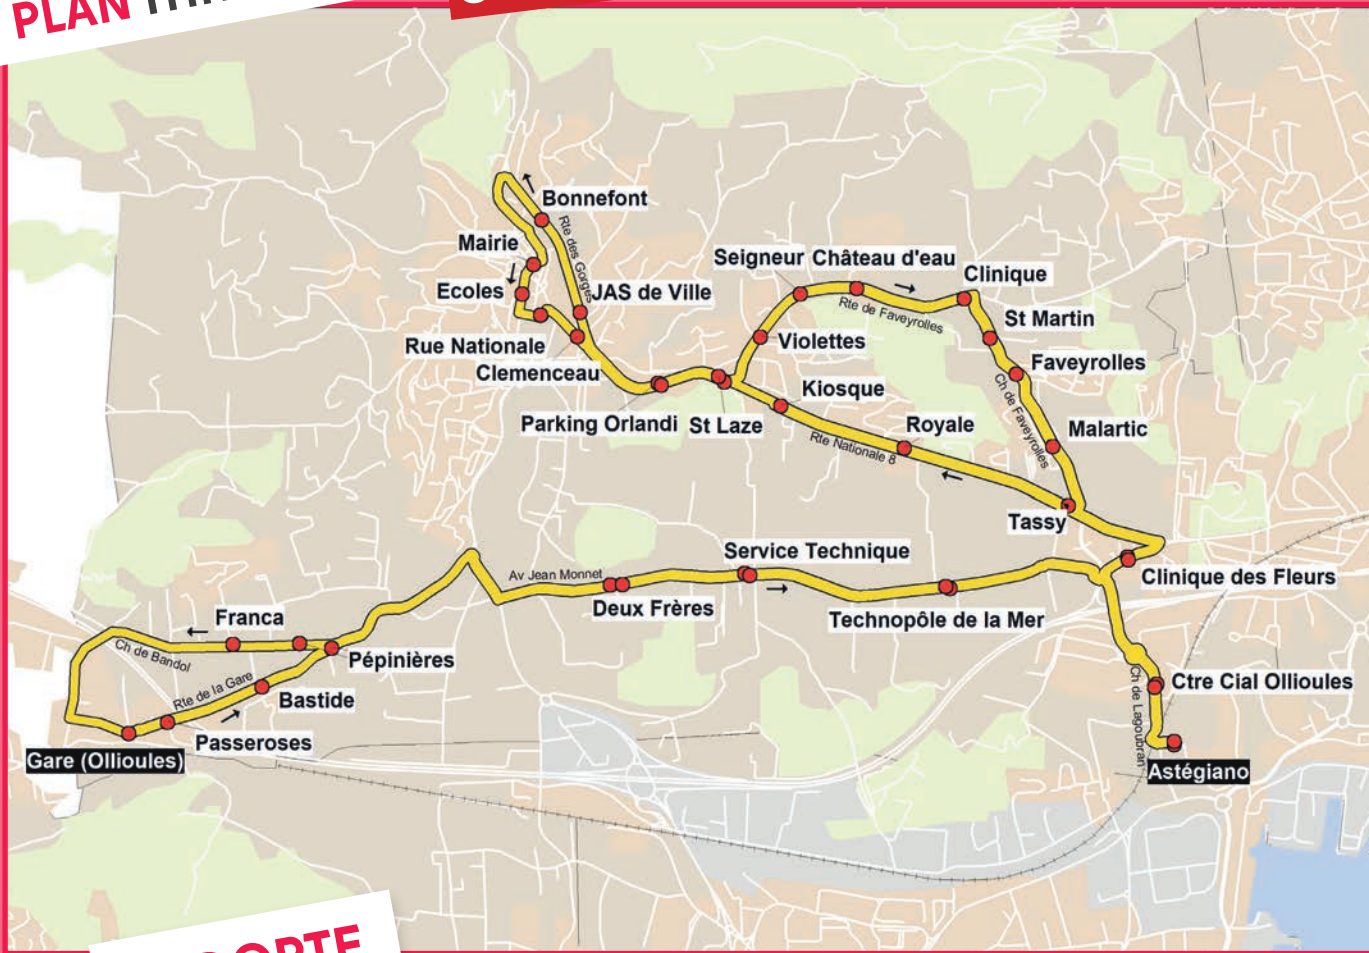 PLAN
Bonnefont
Rte des Gorges
Mairie
Ecoles
JAS de Ville
Rue Nationale
Clemenceau
Parking Orlandi
St Laze
Seigneur
Château d'eau
Clinique
Rte de Faveyrolles
St Martin
Violettes
Faveyrolles
Ch de Faveyrolles
Kiosque
Malartic
Royale
Rte Nationale 8
Tassy
Clinique des Fleurs
Service Technique
Av Jean Monnet
Deux Frères
Technopôle de la Mer
Franca
Ch de Bandol
Pépinières
Rte de la Gare
Bastide
Passeroses
Gare (Ollioules)
Ctre Cial Ollioules
Ch de Lagoubran
Astégiano